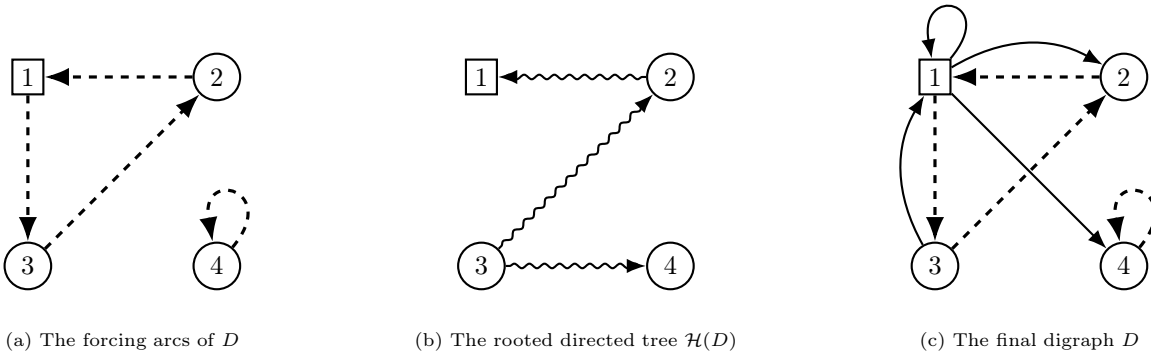 1 2 1 2 1 2
3 4 3 4 3 4
(a) The forcing arcs of D (b) The rooted directed tree ℋ(D) (c) The final digraph D